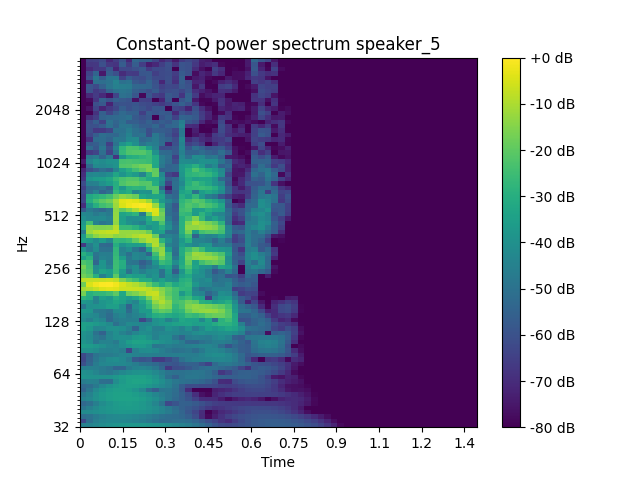 Constant-Q power spectrum speaker_5
Hz
2048
1024
512
256
128
64
32
0 0.15 0.3 0.45 0.6 0.75 0.9 1.1 1.2 1.4
Time
+0 dB
-10 dB
-20 dB
-30 dB
-40 dB
-50 dB
-60 dB
-70 dB
-80 dB